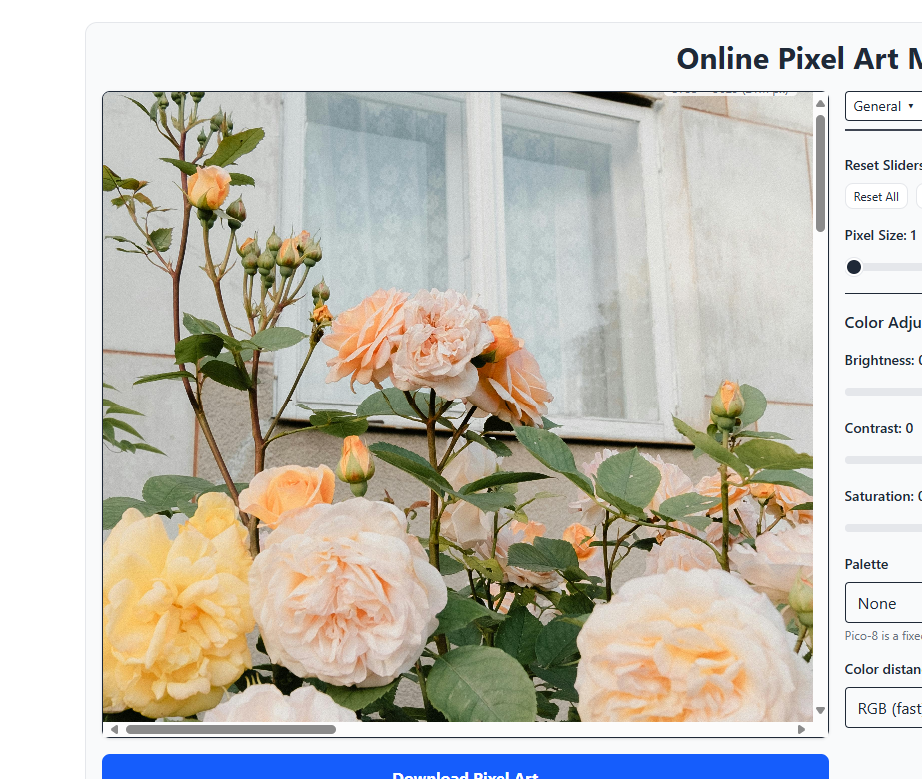 Online Pixel Art M
General ▾
Reset Sliders
Reset All
Pixel Size: 1
Color Adju
Brightness: 0
Contrast: 0
Saturation: 0
Palette
None
Pico-8 is a fixe
Color distan
RGB (fast
Download Pixel Art